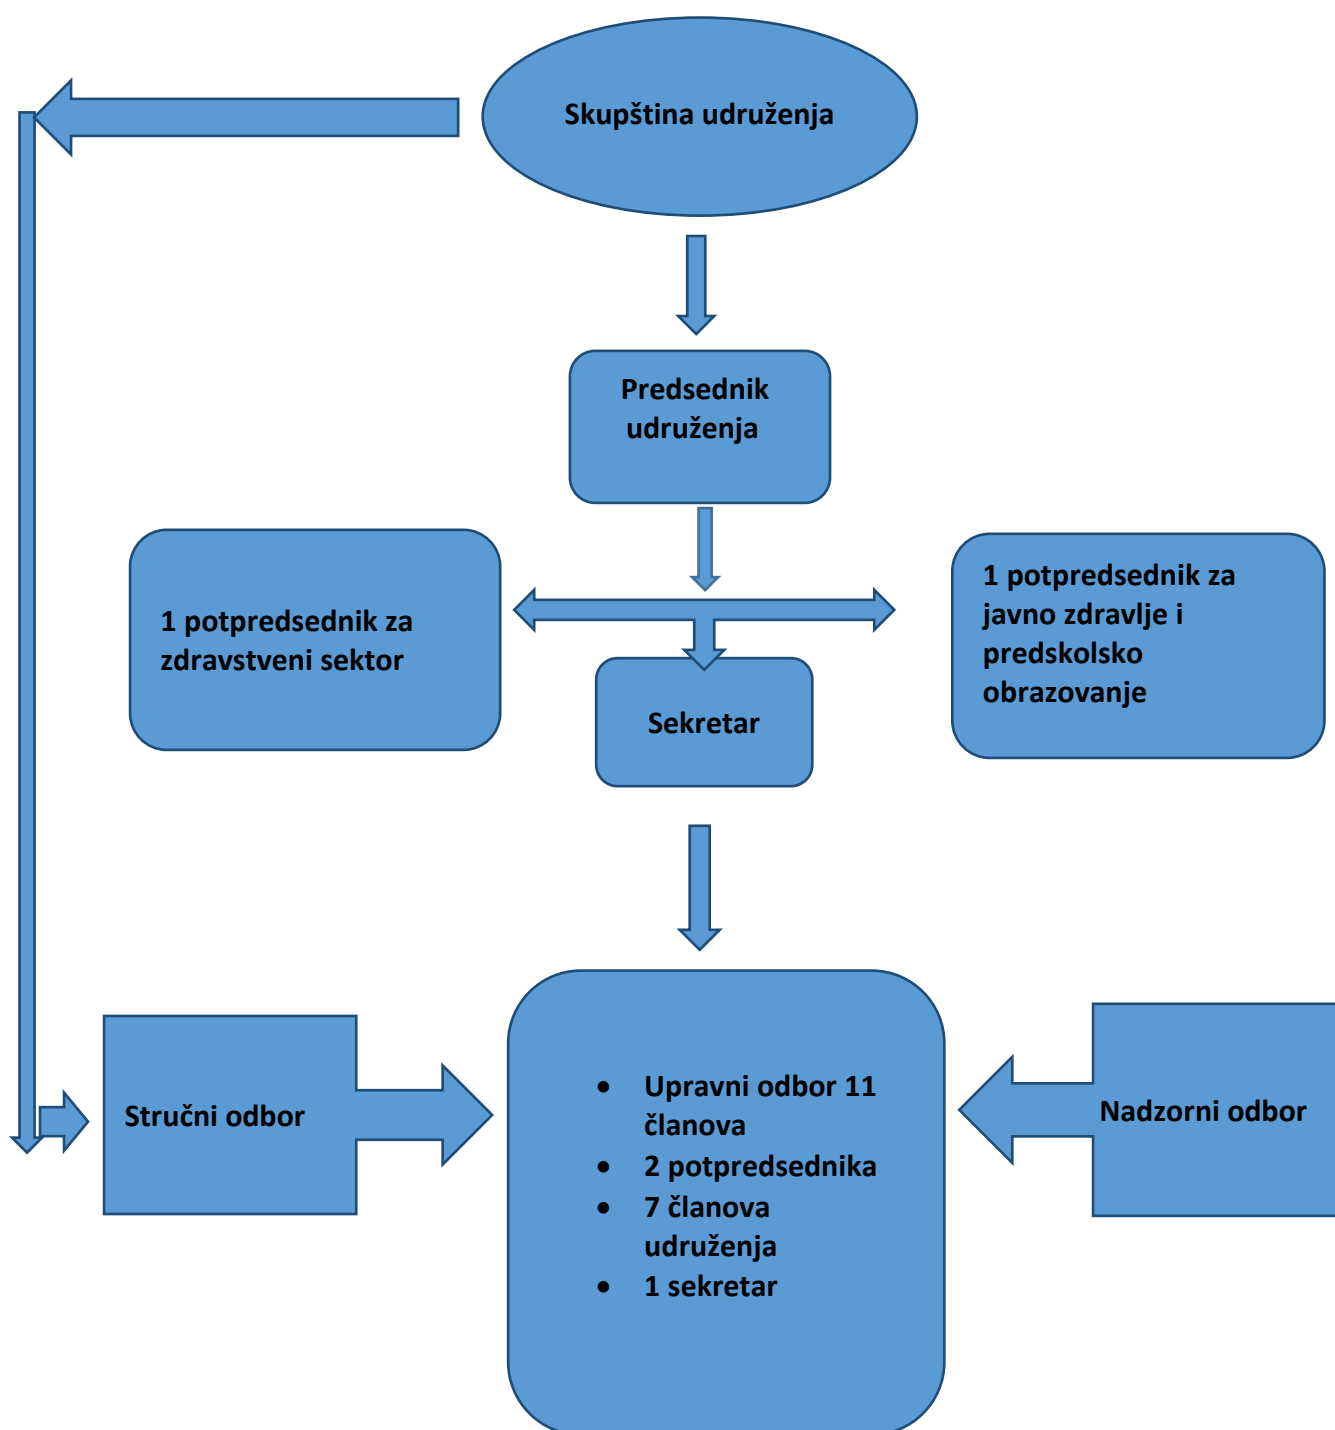 Skupština udruženja
Predsednik
udruženja
1 potpredsednik za
zdravstveni sektor
1 potpredsednik za
javno zdravlje i
predskolsko
obrazovanje
Sekretar
Stručni odbor
• Upravni odbor 11
članova
• 2 potpredsednika
• 7 članova
udruženja
• 1 sekretar
Nadzorni odbor